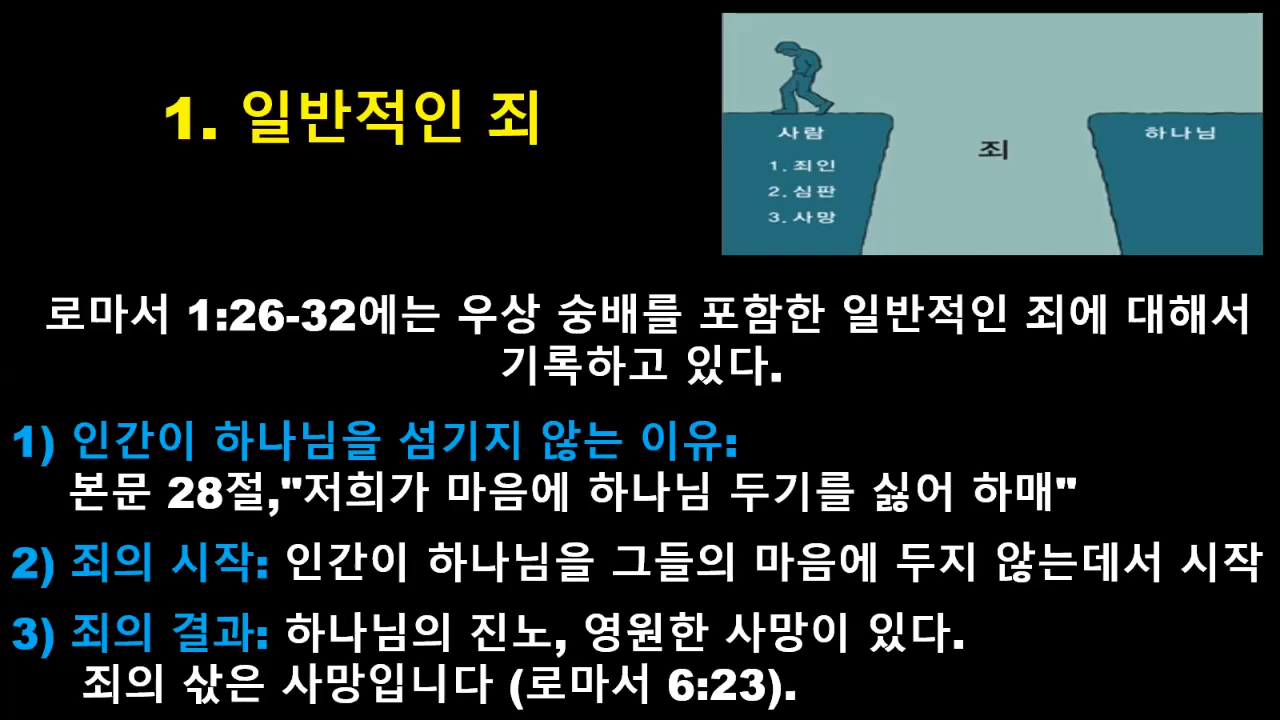 1. 일반적인 죄
사람
1. 죄인
2. 심판
3. 사망
죄
하나님
로마서 1:26-32에는 우상 숭배를 포함한 일반적인 죄에 대해서
기록하고 있다.
1) 인간이 하나님을 섬기지 않는 이유:
본문 28절,"저희가 마음에 하나님 두기를 싫어 하매"
2) 죄의 시작: 인간이 하나님을 그들의 마음에 두지 않는데서 시작
3) 죄의 결과: 하나님의 진노, 영원한 사망이 있다.
죄의 삯은 사망입니다 (로마서 6:23).